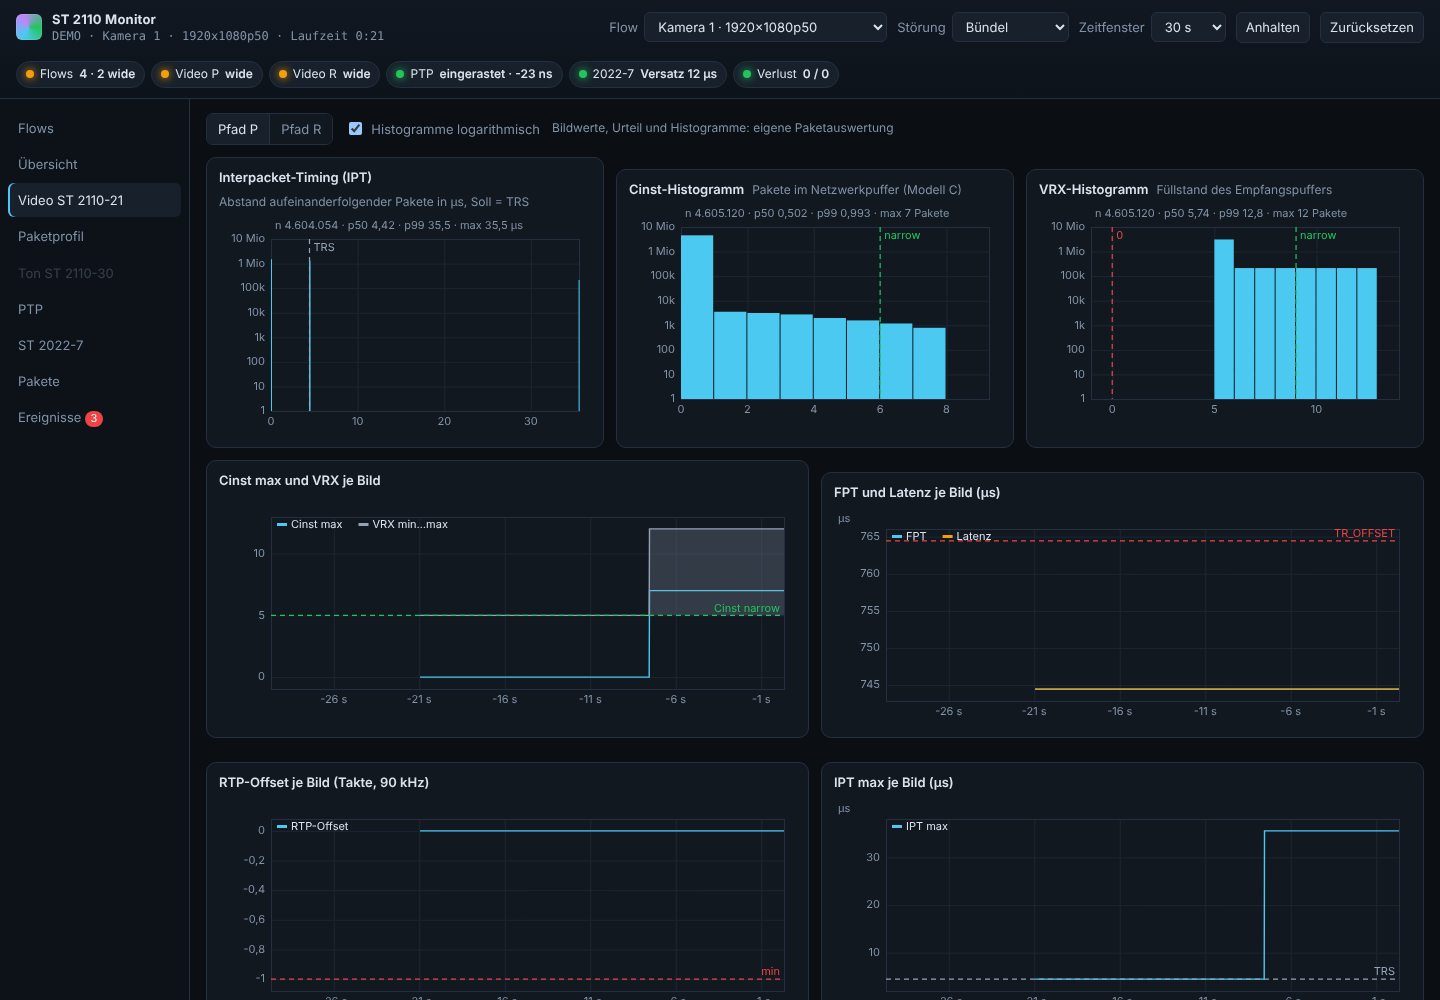 ST 2110 Monitor
DEMO · Kamera 1 · 1920x1080p50 · Laufzeit 0:21
Flow Kamera 1 · 1920×1080p50 Störung Bündel Zeitfenster 30 s Anhalten Zurücksetzen
Flows 4 · 2 wide Video P wide Video R wide PTP eingerastet · -23 ns 2022-7 Versatz 12 µs Verlust 0 / 0
Flows
Übersicht
Video ST 2110-21
Paketprofil
Ton ST 2110-30
PTP
ST 2022-7
Pakete
Ereignisse 3
Pfad P Pfad R Histogramme logarithmisch Bildwerte, Urteil und Histogramme: eigene Paketauswertung
Interpacket-Timing (IPT)
Abstand aufeinanderfolgender Pakete in µs, Soll = TRS
n 4.604.054 · p50 4,42 · p99 35,5 · max 35,5 µs
10 Mio
TRS
1 Mio
100k
10k
1k
100
10
1
0 10 20 30
Cinst-Histogramm Pakete im Netzwerkpuffer (Modell C)
n 4.605.120 · p50 0,502 · p99 0,993 · max 7 Pakete
10 Mio
narrow
1 Mio
100k
10k
1k
100
10
1
0 2 4 6 8
VRX-Histogramm Füllstand des Empfangspuffers
n 4.605.120 · p50 5,74 · p99 12,8 · max 12 Pakete
10 Mio
0 narrow
1 Mio
100k
10k
1k
100
10
1
0 5 10
Cinst max und VRX je Bild
Cinst max VRX min…max
10
Cinst narrow
5
0
-26 s -21 s -16 s -11 s -6 s -1 s
FPT und Latenz je Bild (µs)
µs
TR_OFFSET
765 FPT Latenz
760
755
750
745
-26 s -21 s -16 s -11 s -6 s -1 s
RTP-Offset je Bild (Takte, 90 kHz)
RTP-Offset
0
-0,2
-0,4
-0,6
-0,8
min
-1
IPT max je Bild (µs)
µs
IPT max
30
20
10
TRS